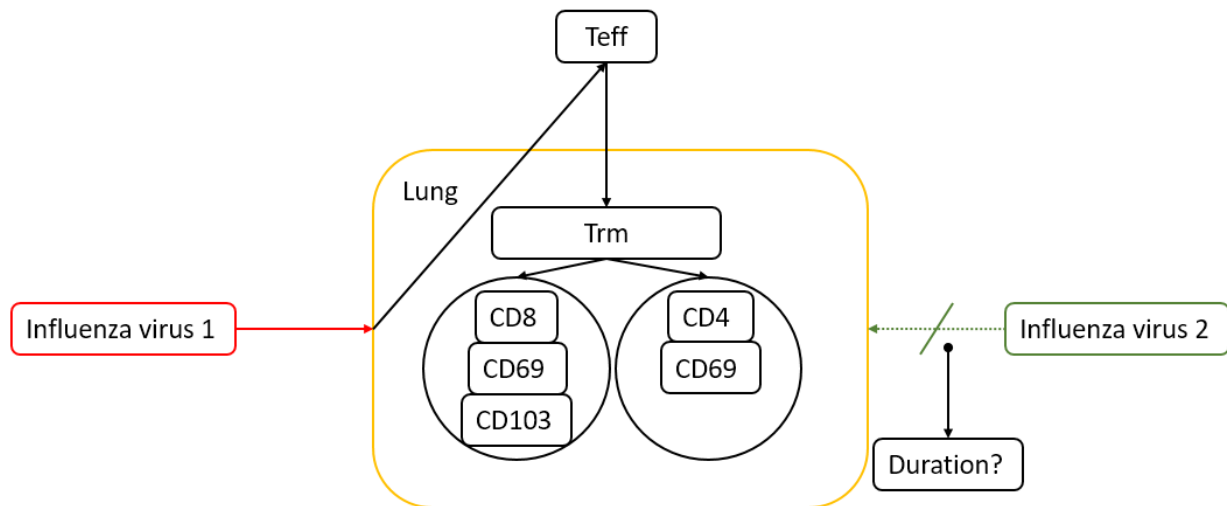 Teff
Lung
Trm
Influenza virus 1
CD8
CD69
CD103
CD4
CD69
Influenza virus 2
Duration?